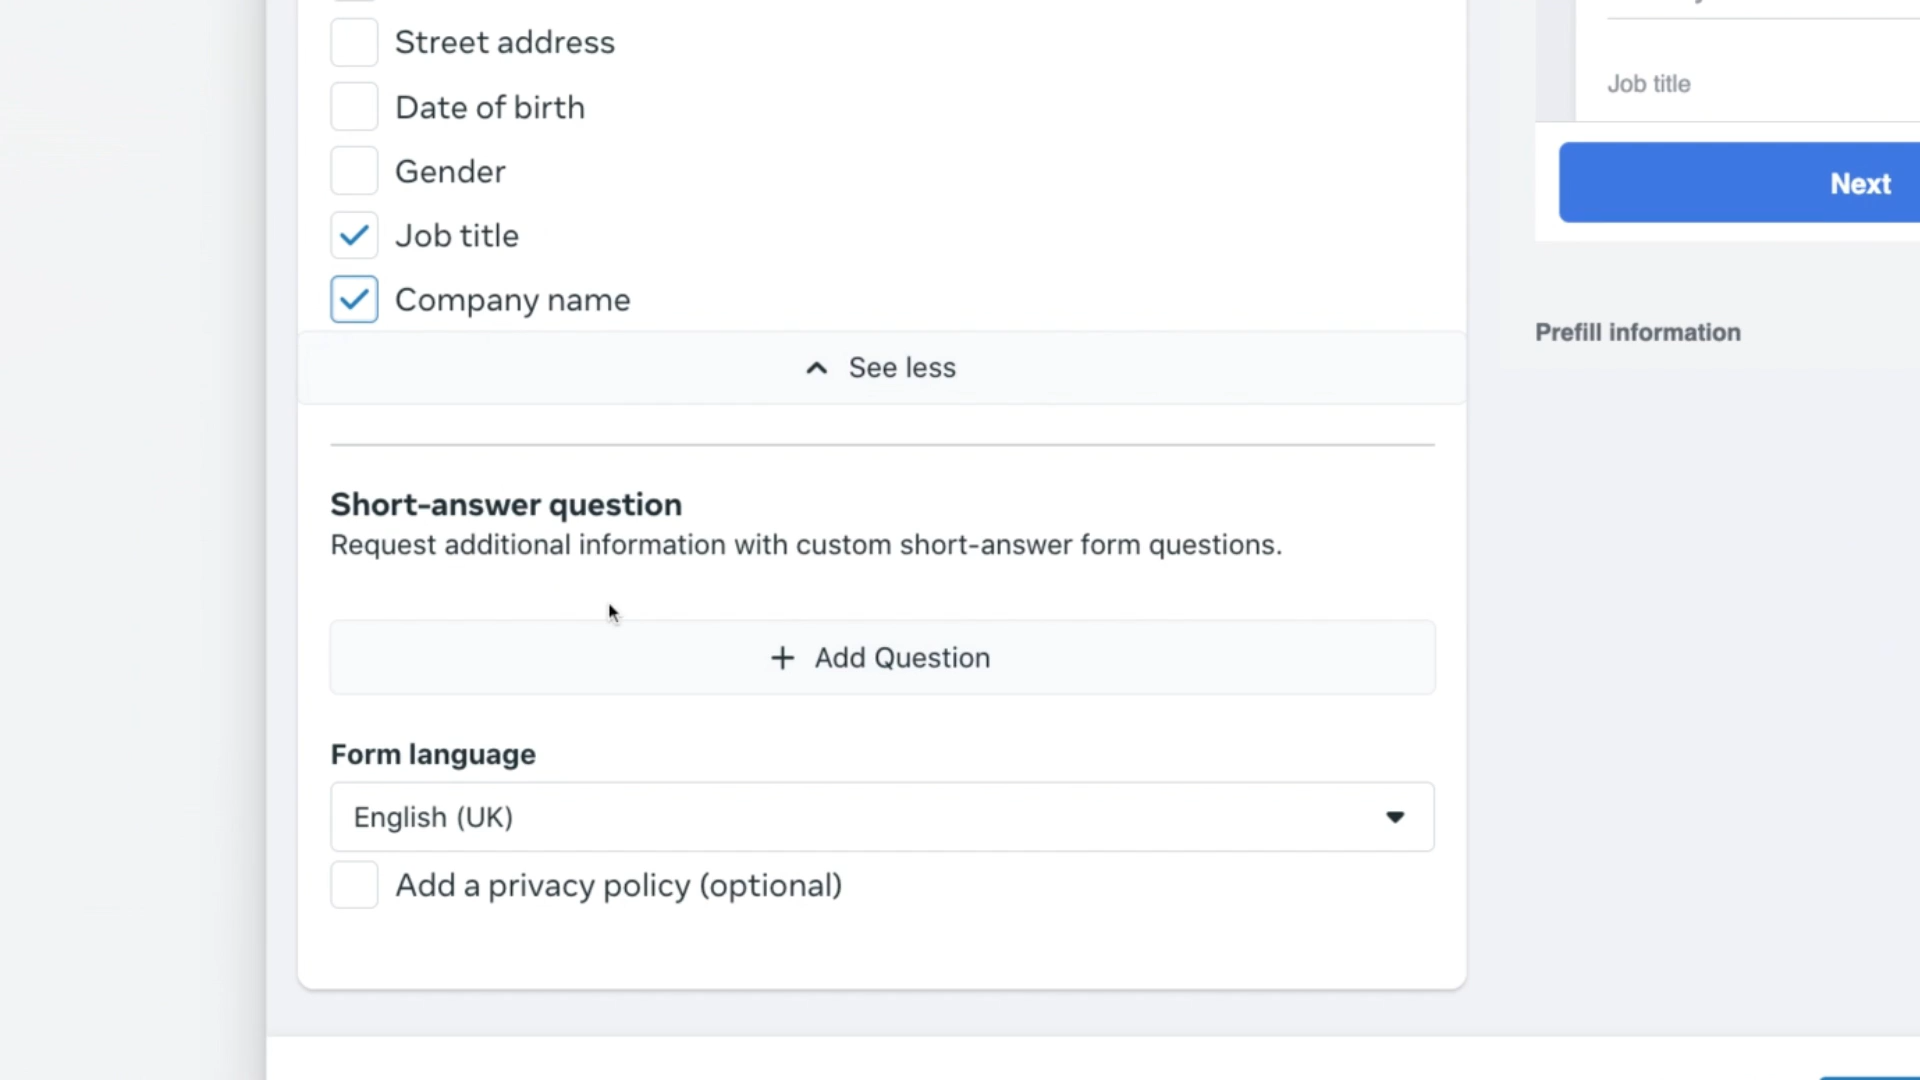 Street address
Date of birth
Gender
Job title
Company name
See less
Short-answer question
Request additional information with custom short-answer form questions.
Add Question
Form language
English (UK)
Add a privacy policy (optional)
Job title
Next
Prefill information